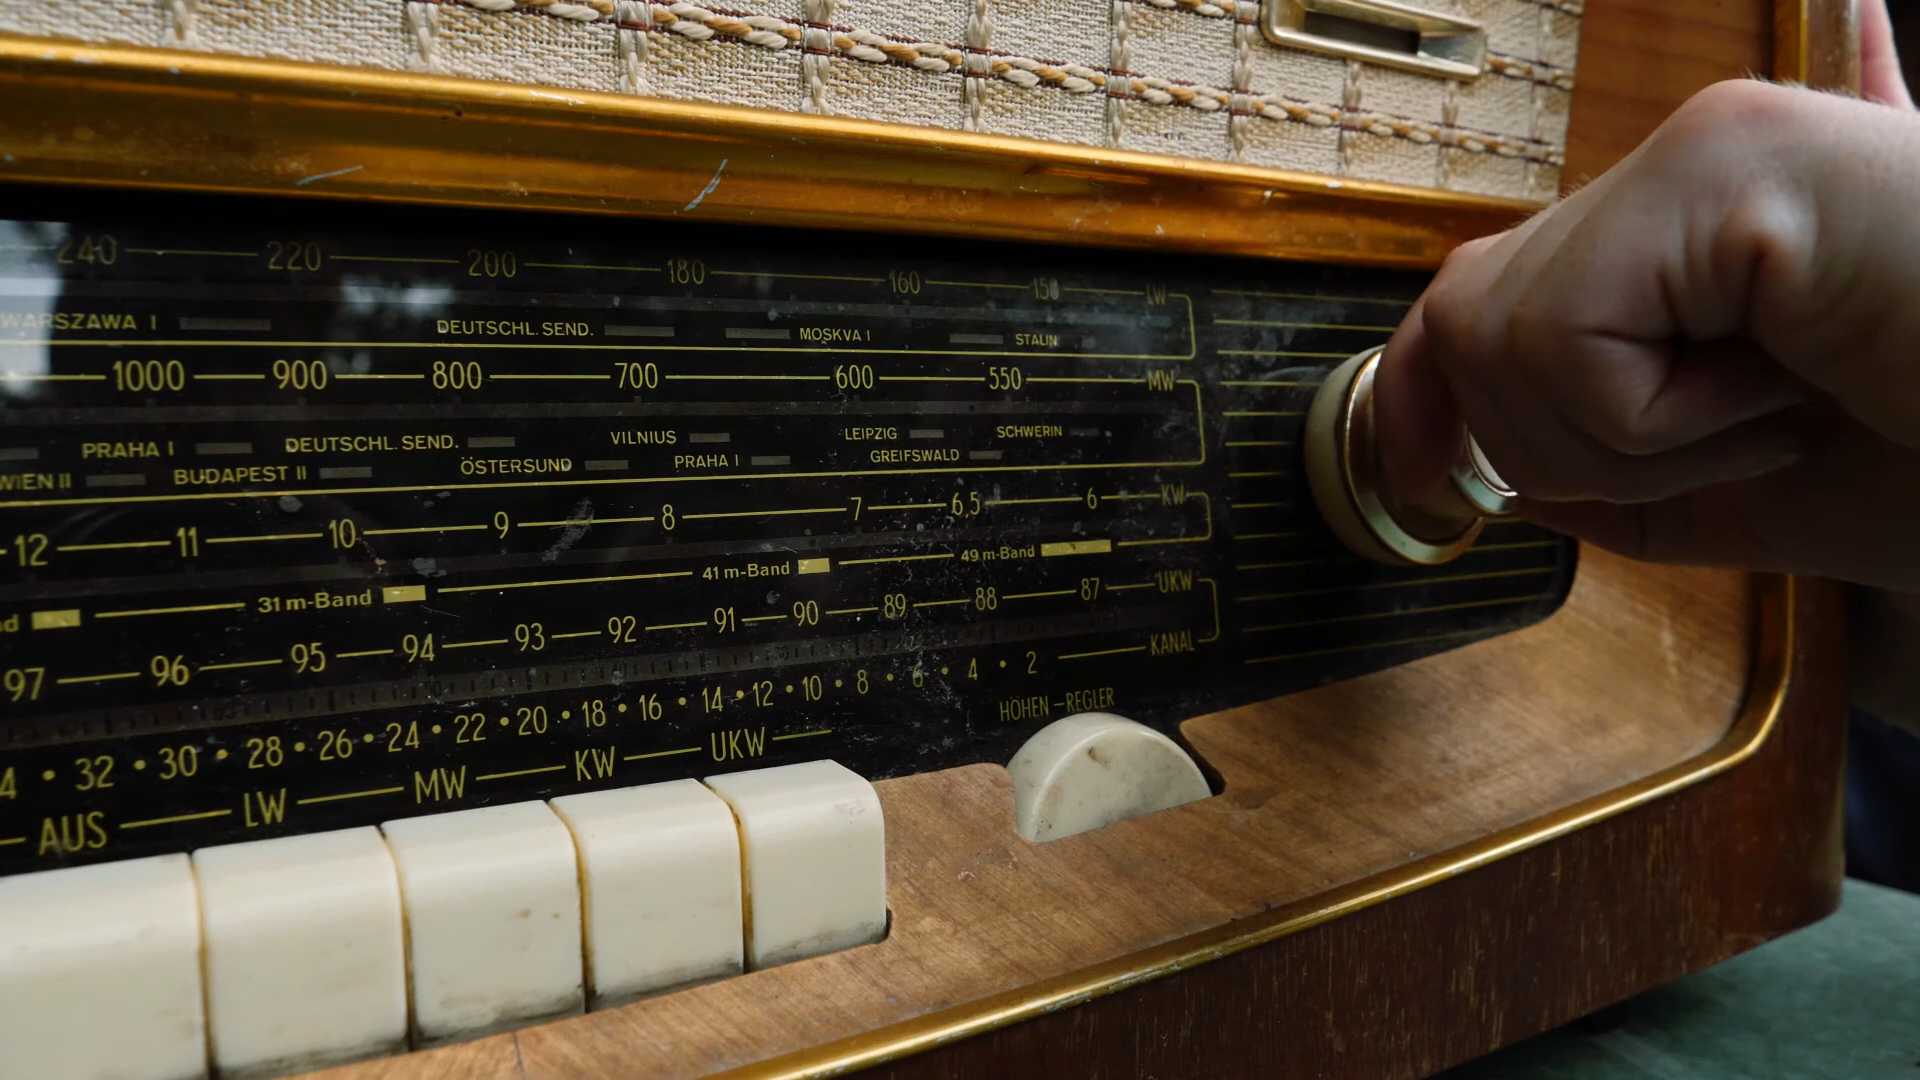 240 220 200 180 160 150 LW
WARSZAWA I DEUTSCHL. SEND. MOSKVA I STALIN
1000 900 800 700 600 550 MW
PRAHA I DEUTSCHL. SEND. VILNIUS LEIPZIG SCHWERIN
WIEN II BUDAPEST II ÖSTERSUND PRAHA I GREIFSWALD
12 11 10 9 8 7 6,5 6 KW
31 m-Band 41 m-Band 49 m-Band
97 96 95 94 93 92 91 90 89 88 87 UKW
32 • 30 • 28 • 26 • 24 • 22 • 20 • 18 • 16 • 14 • 12 • 10 • 8 • 6 • 4 • 2 KANAL
HÖHEN-REGLER
AUS LW MW KW UKW